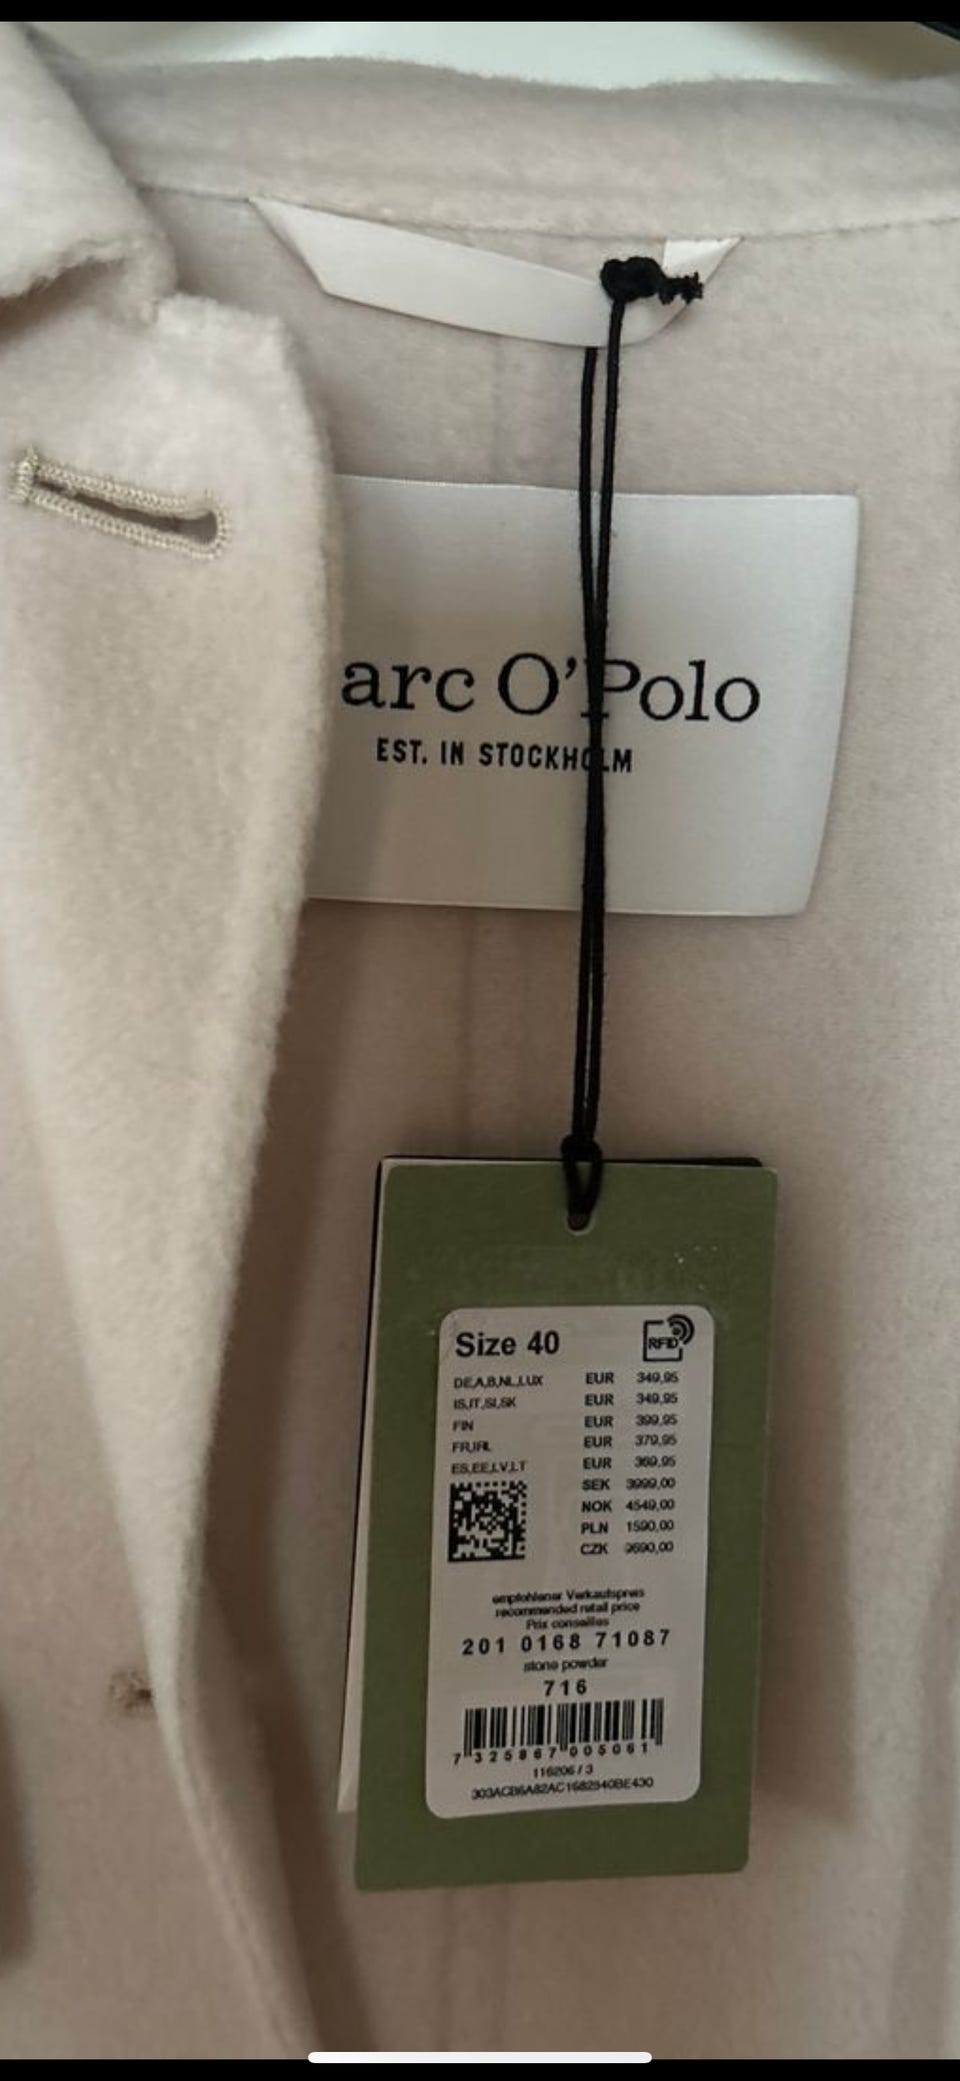 arc O'Polo
EST. IN STOCKHOLM
Size 40
RFID
DE,A,B,NL,LUX EUR 349,95
IS,IT,SI,SK EUR 349,95
FIN EUR 399,95
FR,IRL EUR 379,95
ES,EE,LV,LT EUR 369,95
SEK 3999,00
NOK 4549,00
PLN 1590,00
CZK 9690,00
empfohlener Verkaufspreis
recommended retail price
Prix conseilles
201 0168 71087
stone powder
716
7 325867 005061
116206 / 3